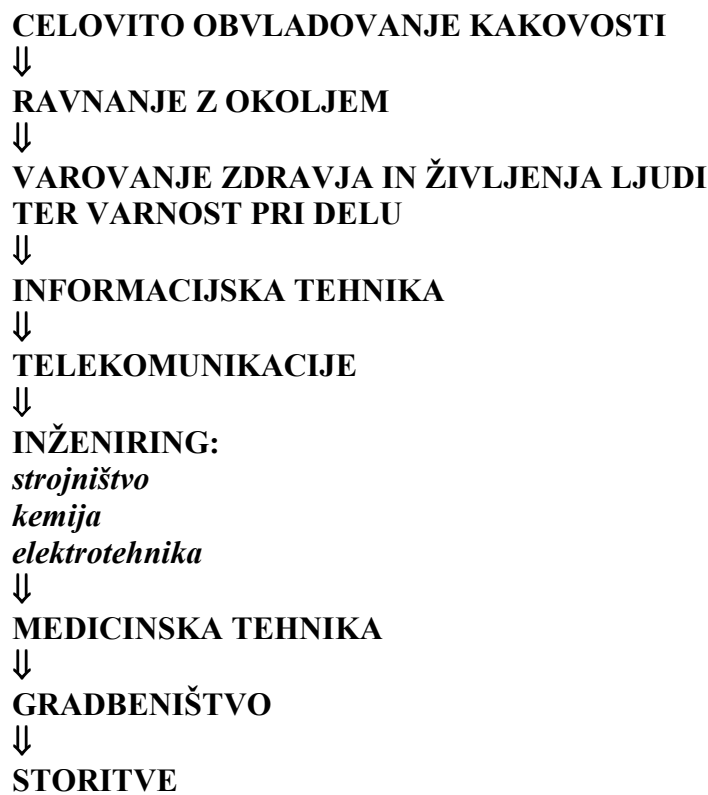 CELOVITO OBVLADOVANJE KAKOVOSTI
⇓
RAVNANJE Z OKOLJEM
⇓
VAROVANJE ZDRAVJA IN ŽIVLJENJA LJUDI
TER VARNOST PRI DELU
⇓
INFORMACIJSKA TEHNIKA
⇓
TELEKOMUNIKACIJE
⇓
INŽENIRING:
strojništvo
kemija
elektrotehnika
⇓
MEDICINSKA TEHNIKA
⇓
GRADBENIŠTVO
⇓
STORITVE